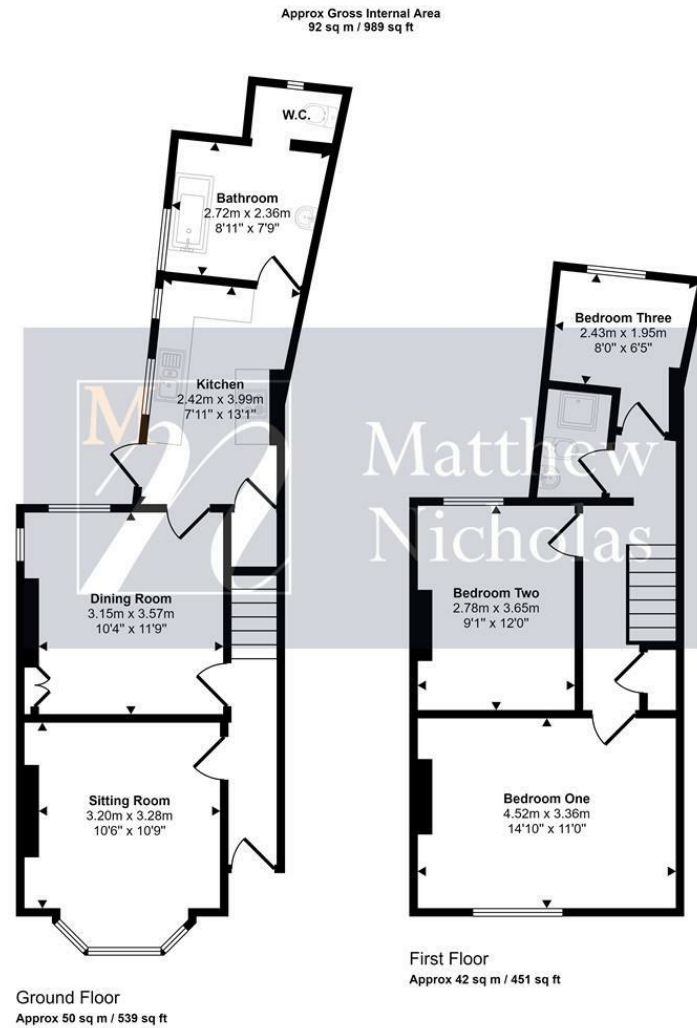 Approx Gross Internal Area
92 sq m / 989 sq ft
W.C.
Bathroom
2.72m x 2.36m
8'11" x 7'9"
Kitchen
2.42m x 3.99m
7'11" x 13'1"
Dining Room
3.15m x 3.57m
10'4" x 11'9"
Sitting Room
3.20m x 3.28m
10'6" x 10'9"
Ground Floor
Approx 50 sq m / 539 sq ft
Bedroom Three
2.43m x 1.95m
8'0" x 6'5"
Bedroom Two
2.78m x 3.65m
9'1" x 12'0"
Bedroom One
4.52m x 3.36m
14'10" x 11'0"
First Floor
Approx 42 sq m / 451 sq ft
M
n
Matthew
Nicholas